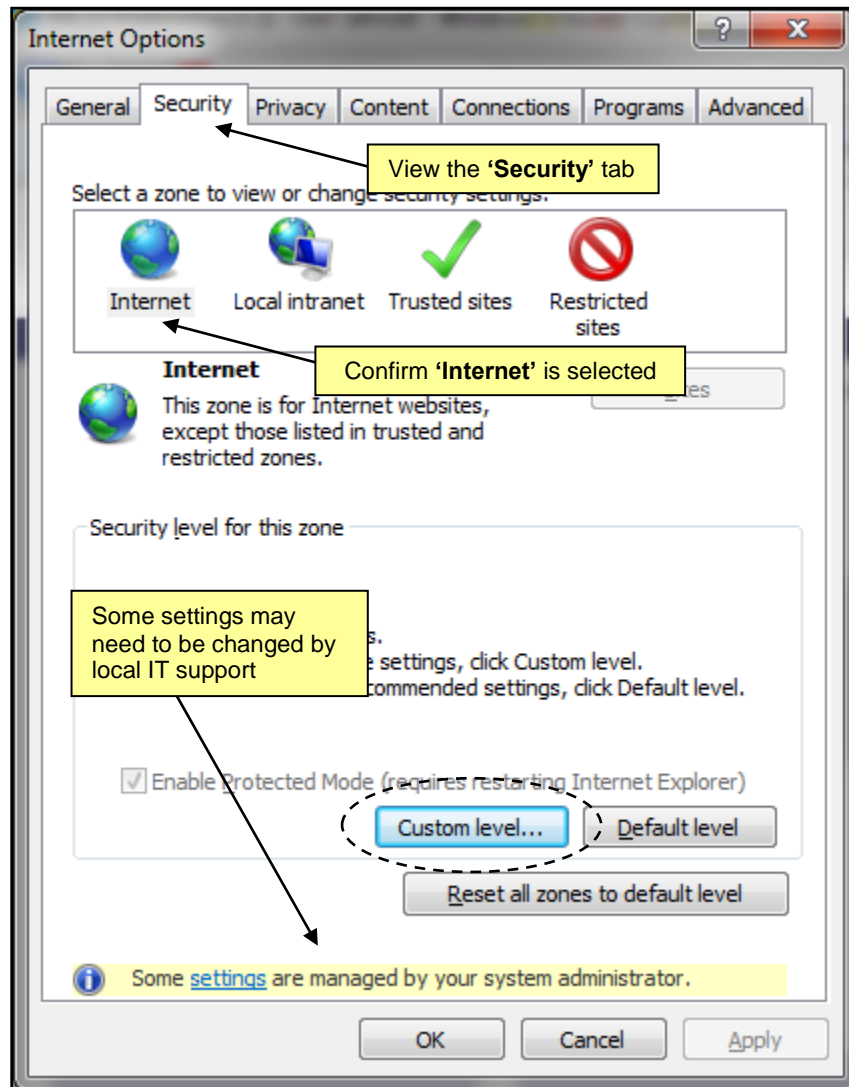 Internet Options
General Security Privacy Content Connections Programs Advanced
View the ‘Security’ tab
Select a zone to view or change security settings.
Internet Local intranet Trusted sites Restricted
sites
Confirm ‘Internet’ is selected
Internet
This zone is for Internet websites,
except those listed in trusted and
restricted zones.
Security level for this zone
Some settings may
need to be changed by
local IT support
settings, click Custom level.
settings, click Default level.
Enable Protected Mode (requires restarting Internet Explorer)
Custom level... Default level
Reset all zones to default level
Some settings are managed by your system administrator.
OK Cancel Apply